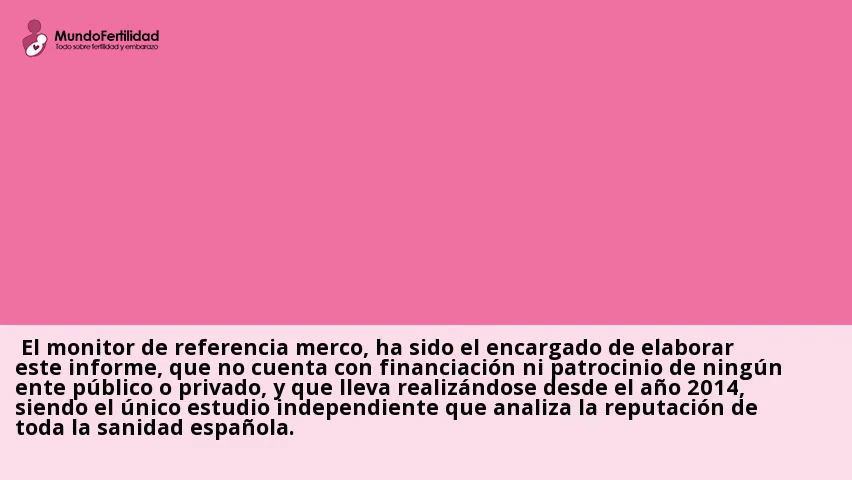 MundoFertilidad
Todo sobre fertilidad y embarazo
El monitor de referencia merco, ha sido el encargado de elaborar
este informe, que no cuenta con financiación ni patrocinio de ningún
ente público o privado, y que lleva realizándose desde el año 2014,
siendo el único estudio independiente que analiza la reputación de
toda la sanidad española.